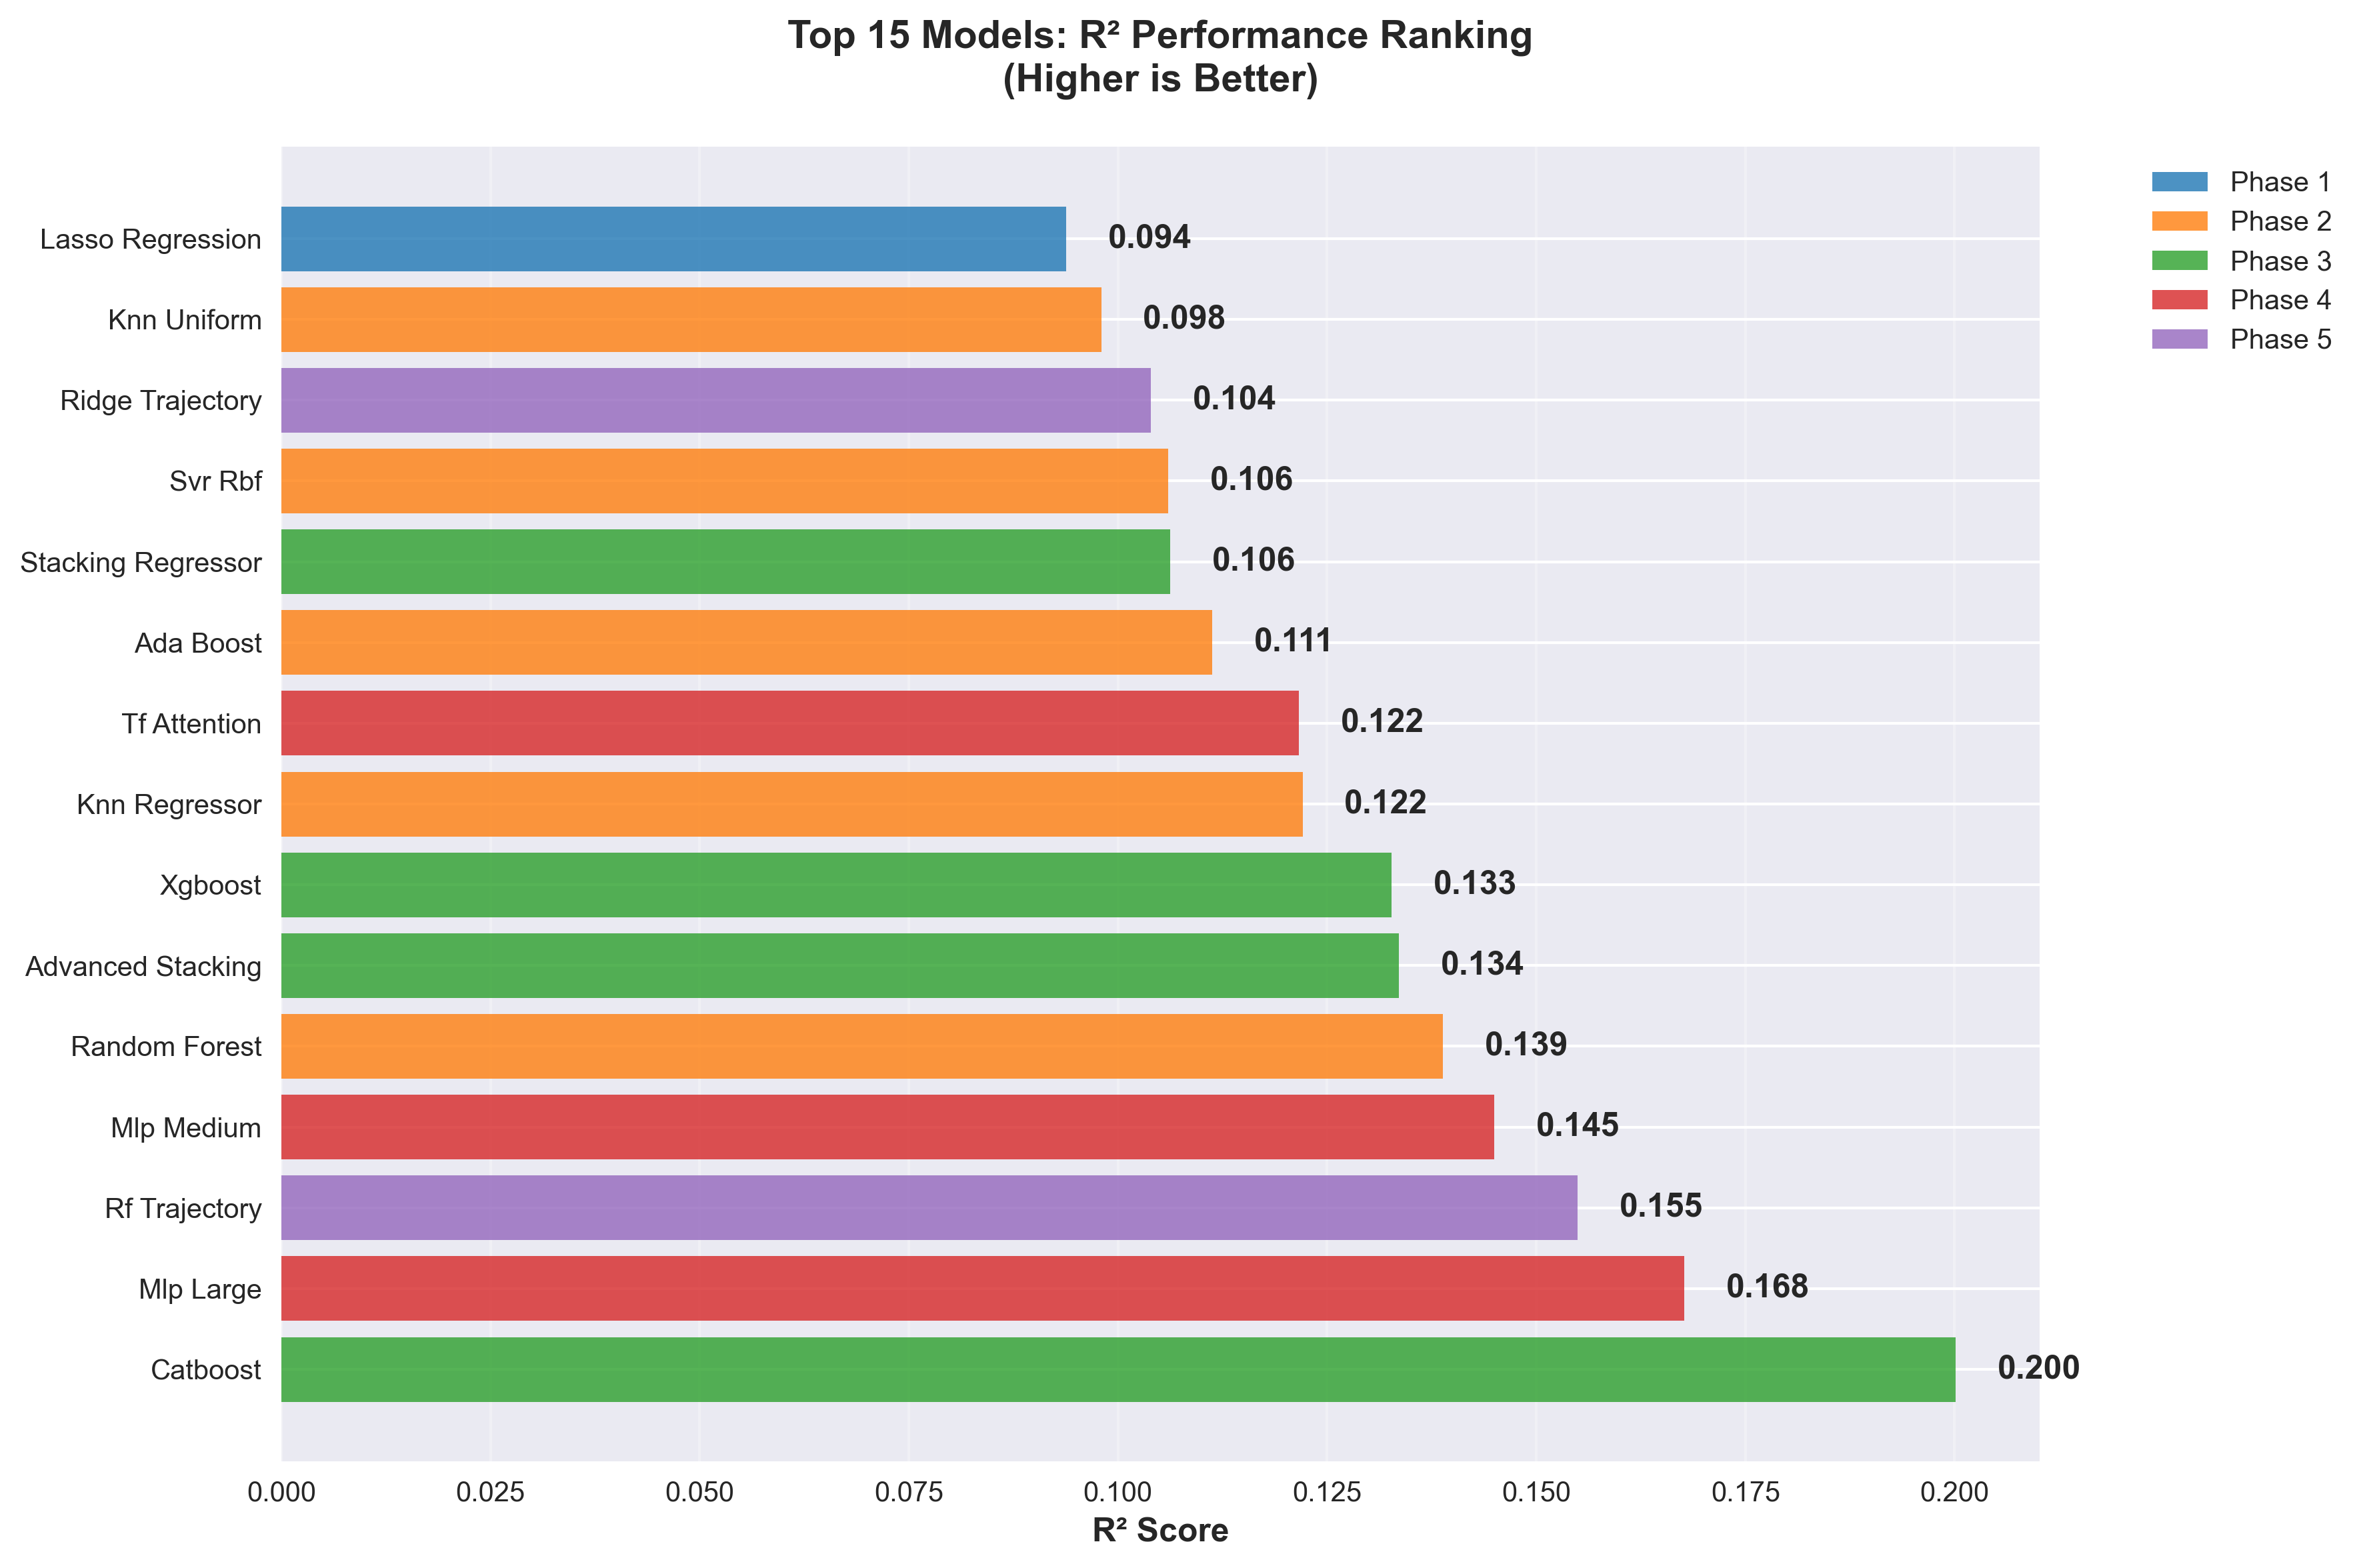 Top 15 Models: R² Performance Ranking
(Higher is Better)
Lasso Regression 0.094
Knn Uniform 0.098
Ridge Trajectory 0.104
Svr Rbf 0.106
Stacking Regressor 0.106
Ada Boost 0.111
Tf Attention 0.122
Knn Regressor 0.122
Xgboost 0.133
Advanced Stacking 0.134
Random Forest 0.139
Mlp Medium 0.145
Rf Trajectory 0.155
Mlp Large 0.168
Catboost 0.200
0.000 0.025 0.050 0.075 0.100 0.125 0.150 0.175 0.200
R² Score
Phase 1
Phase 2
Phase 3
Phase 4
Phase 5